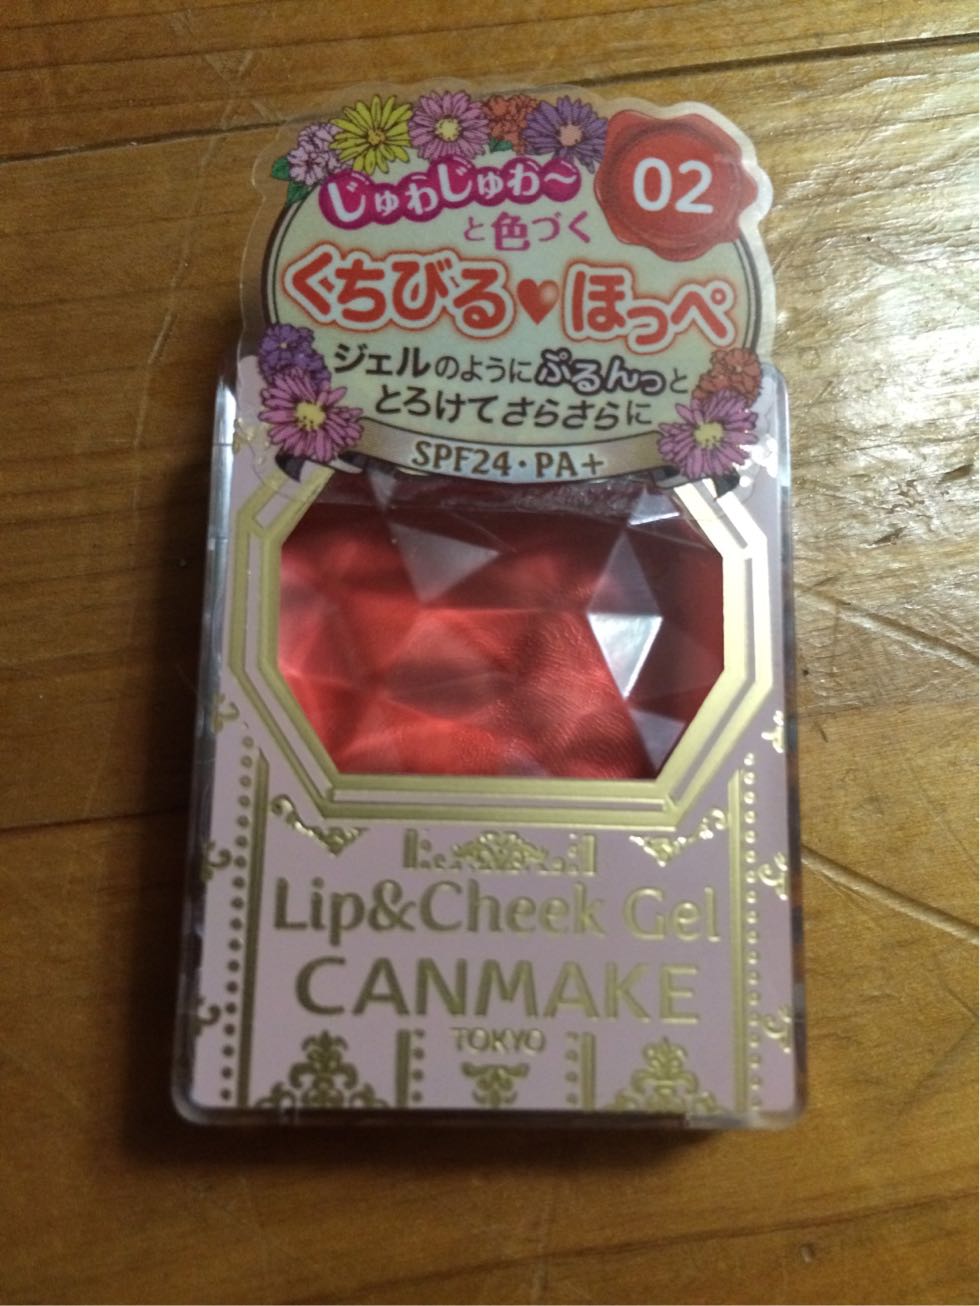 02
じゅわじゅわ～
と色づく
くちびる♥ほっぺ
ジェルのようにぷるんっと
とろけてさらさらに
SPF24・PA+
Lip&Cheek Gel
CANMAKE
TOKYO